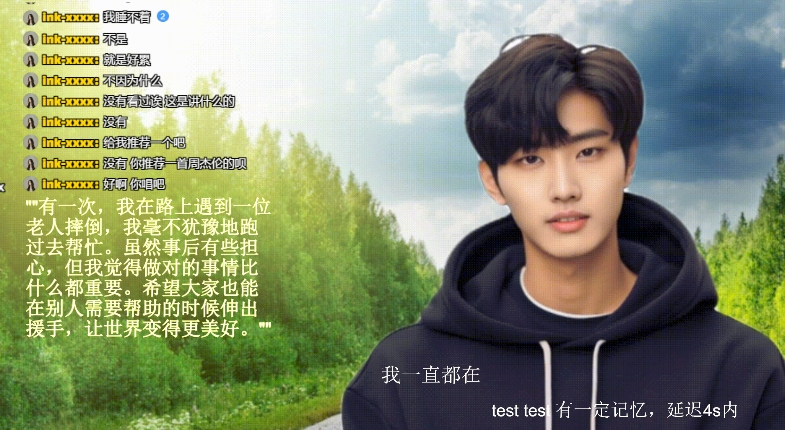 lnk-xxxx: 我睡不着 2
lnk-xxxx: 不是
lnk-xxxx: 就是好累
lnk-xxxx: 不因为什么
lnk-xxxx: 没有看过诶 这是讲什么的
lnk-xxxx: 没有
lnk-xxxx: 给我推荐一个吧
lnk-xxxx: 没有 你推荐一首周杰伦的呗
lnk-xxxx: 好啊 你唱吧
""有一次，我在路上遇到一位
老人摔倒，我毫不犹豫地跑
过去帮忙。虽然事后有些担
心，但我觉得做对的事情比
什么都重要。希望大家也能
在别人需要帮助的时候伸出
援手，让世界变得更美好。""
我一直都在
test test 有一定记忆，延迟4s内